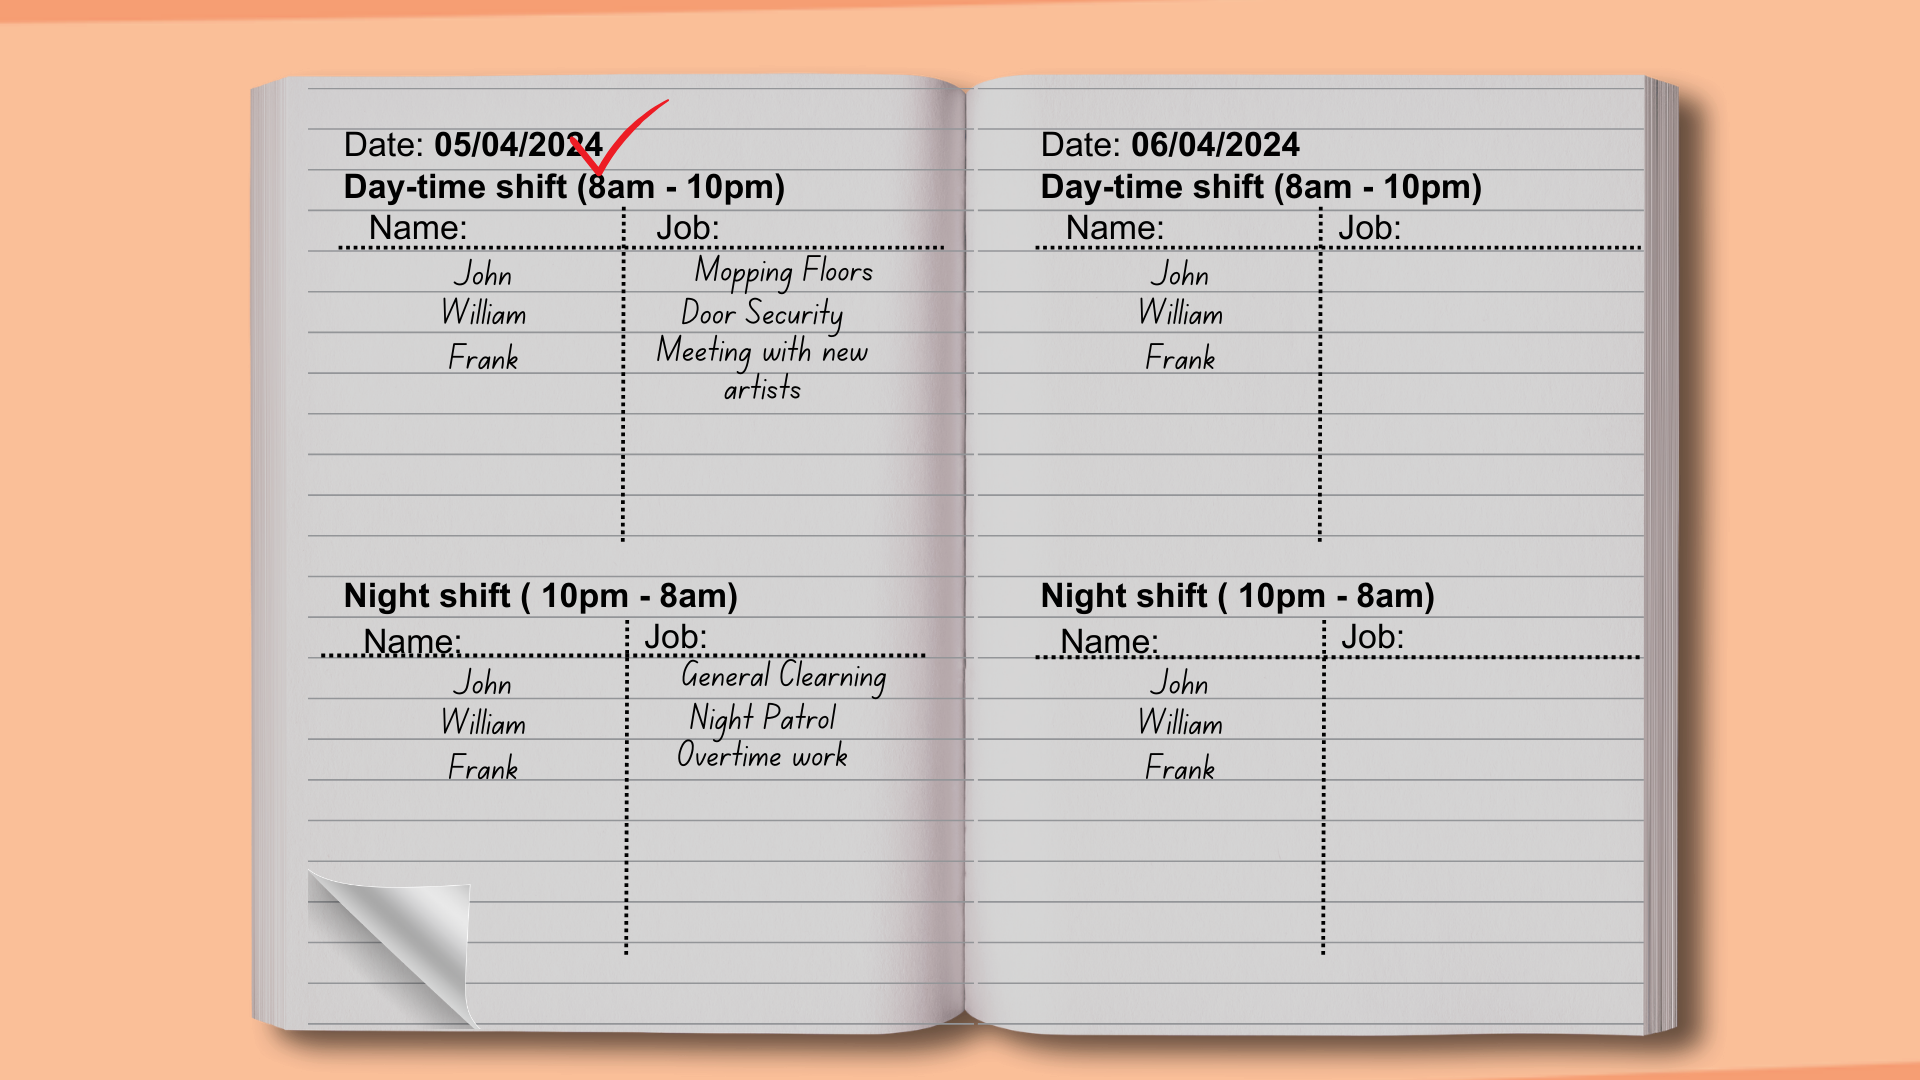 Date: 05/04/2024
Day-time shift (8am - 10pm)
Name: Job:
John Mopping Floors
William Door Security
Frank Meeting with new
artists
Night shift ( 10pm - 8am)
Name: Job:
John General Clearning
William Night Patrol
Frank Overtime work
Date: 06/04/2024
Day-time shift (8am - 10pm)
Name: Job:
John
William
Frank
Night shift ( 10pm - 8am)
Name: Job:
John
William
Frank